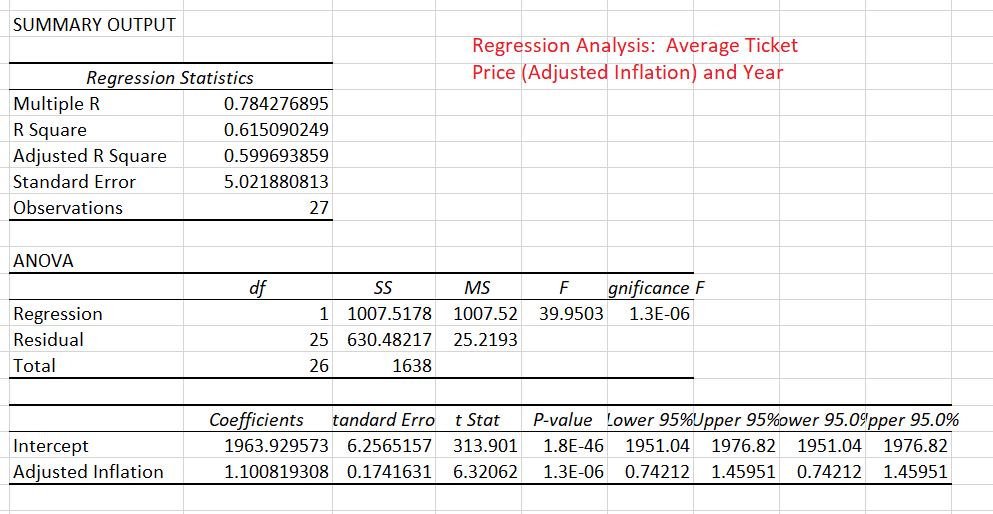 SUMMARY OUTPUT
Regression Analysis: Average Ticket
Price (Adjusted Inflation) and Year
Regression Statistics
Multiple R 0.784276895
R Square 0.615090249
Adjusted R Square 0.599693859
Standard Error 5.021880813
Observations 27
ANOVA
df SS MS F gnificance F
Regression 1 1007.5178 1007.52 39.9503 1.3E-06
Residual 25 630.48217 25.2193
Total 26 1638
Coefficients tandard Erro t Stat P-value Lower 95% Upper 95% ower 95.0% pper 95.0%
Intercept 1963.929573 6.2565157 313.901 1.8E-46 1951.04 1976.82 1951.04 1976.82
Adjusted Inflation 1.100819308 0.1741631 6.32062 1.3E-06 0.74212 1.45951 0.74212 1.45951